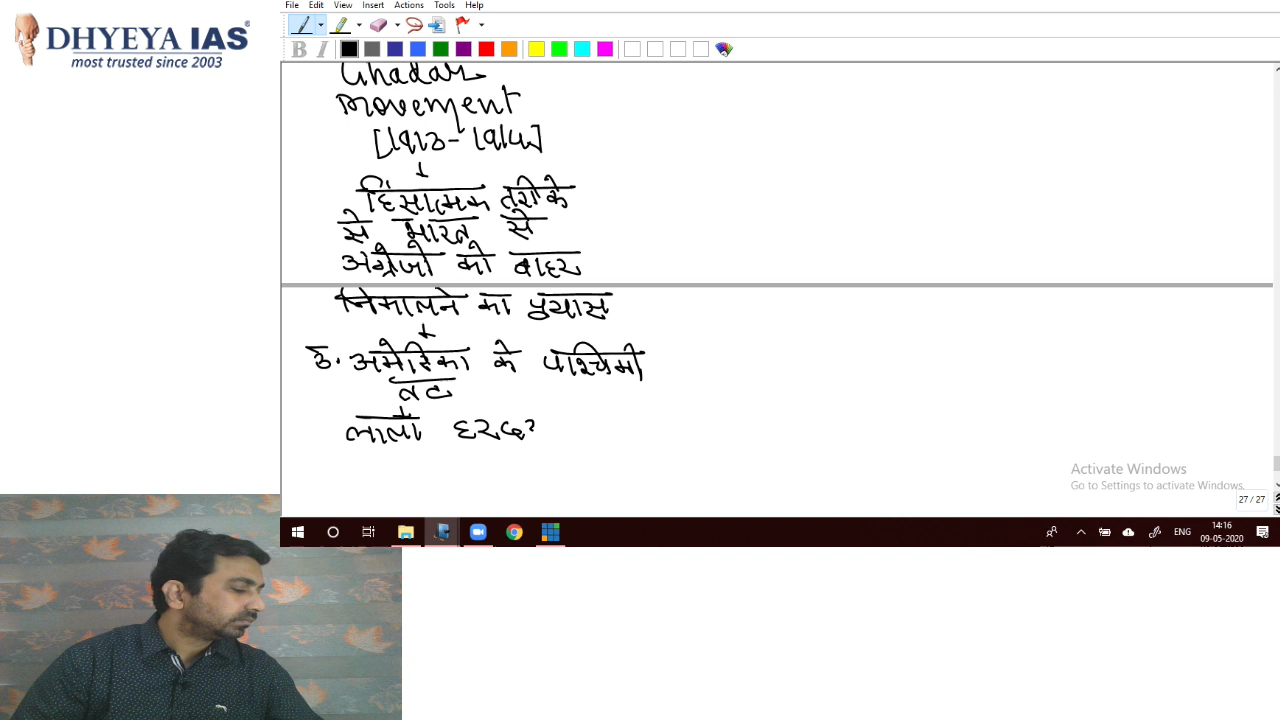 File Edit View Insert Actions Tools Help
DHYEYA IAS®
most trusted since 2003
B I
Ghadar
Movement
[1913-1914]
हिंसात्मक तरीके
से भारत से
अंग्रेजो को बाहर
निकालने का प्रयास
उ. अमेरिका के पश्चिमी
तट
लाला हरद
Activate Windows
Go to Settings to activate Windows.
27 / 27
ENG
14:16
09-05-2020